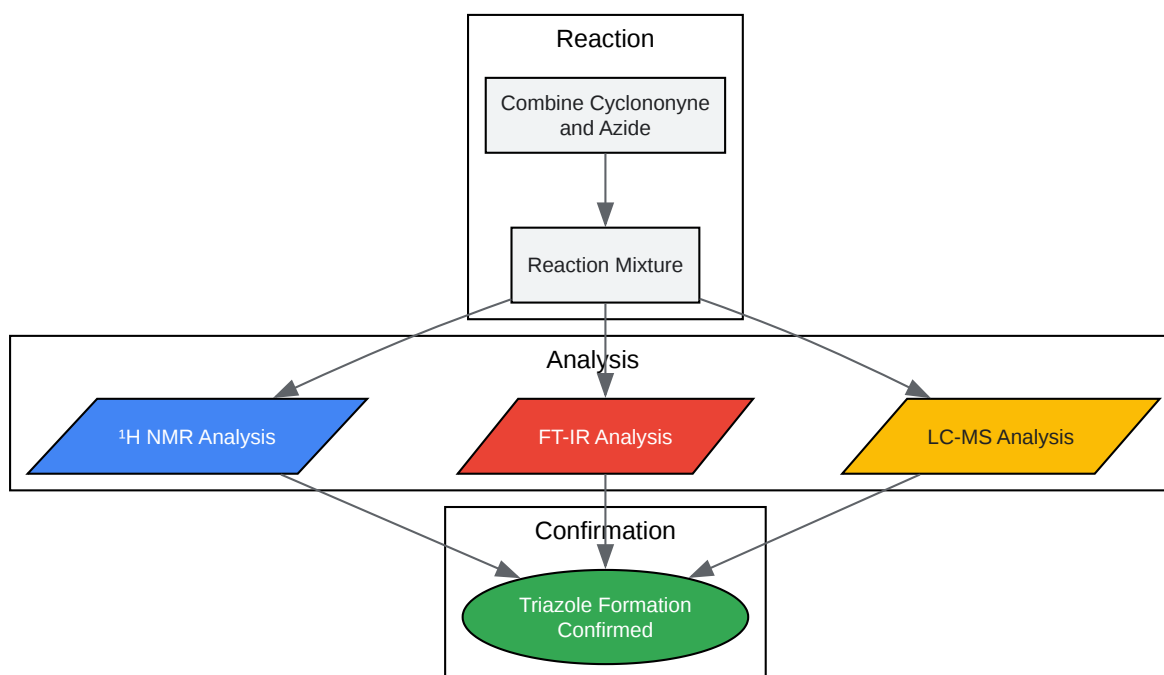 Reaction
Combine Cyclononyne
and Azide
Reaction Mixture
Analysis
¹H NMR Analysis
FT-IR Analysis
LC-MS Analysis
Confirmation
Triazole Formation
Confirmed